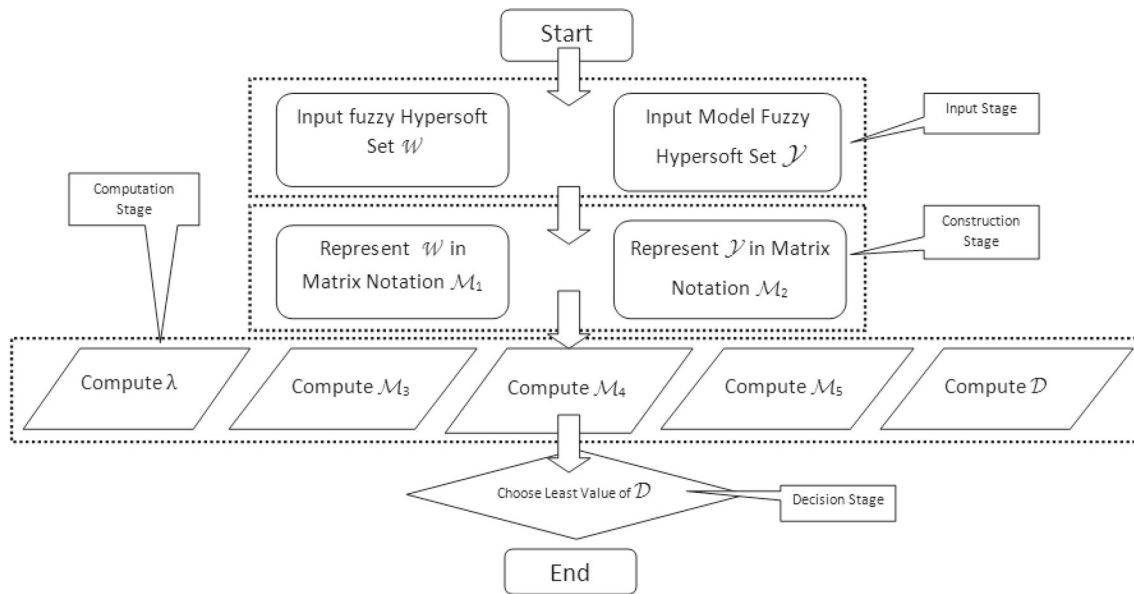 Start
Input fuzzy Hypersoft
Set 𝒲
Input Model Fuzzy
Hypersoft Set 𝒴
Input Stage
Computation
Stage
Represent 𝒲 in
Matrix Notation ℳ₁
Represent 𝒴 in Matrix
Notation ℳ₂
Construction
Stage
Compute λ
Compute ℳ₃
Compute ℳ₄
Compute ℳ₅
Compute 𝒟
Choose Least Value of 𝒟
Decision Stage
End